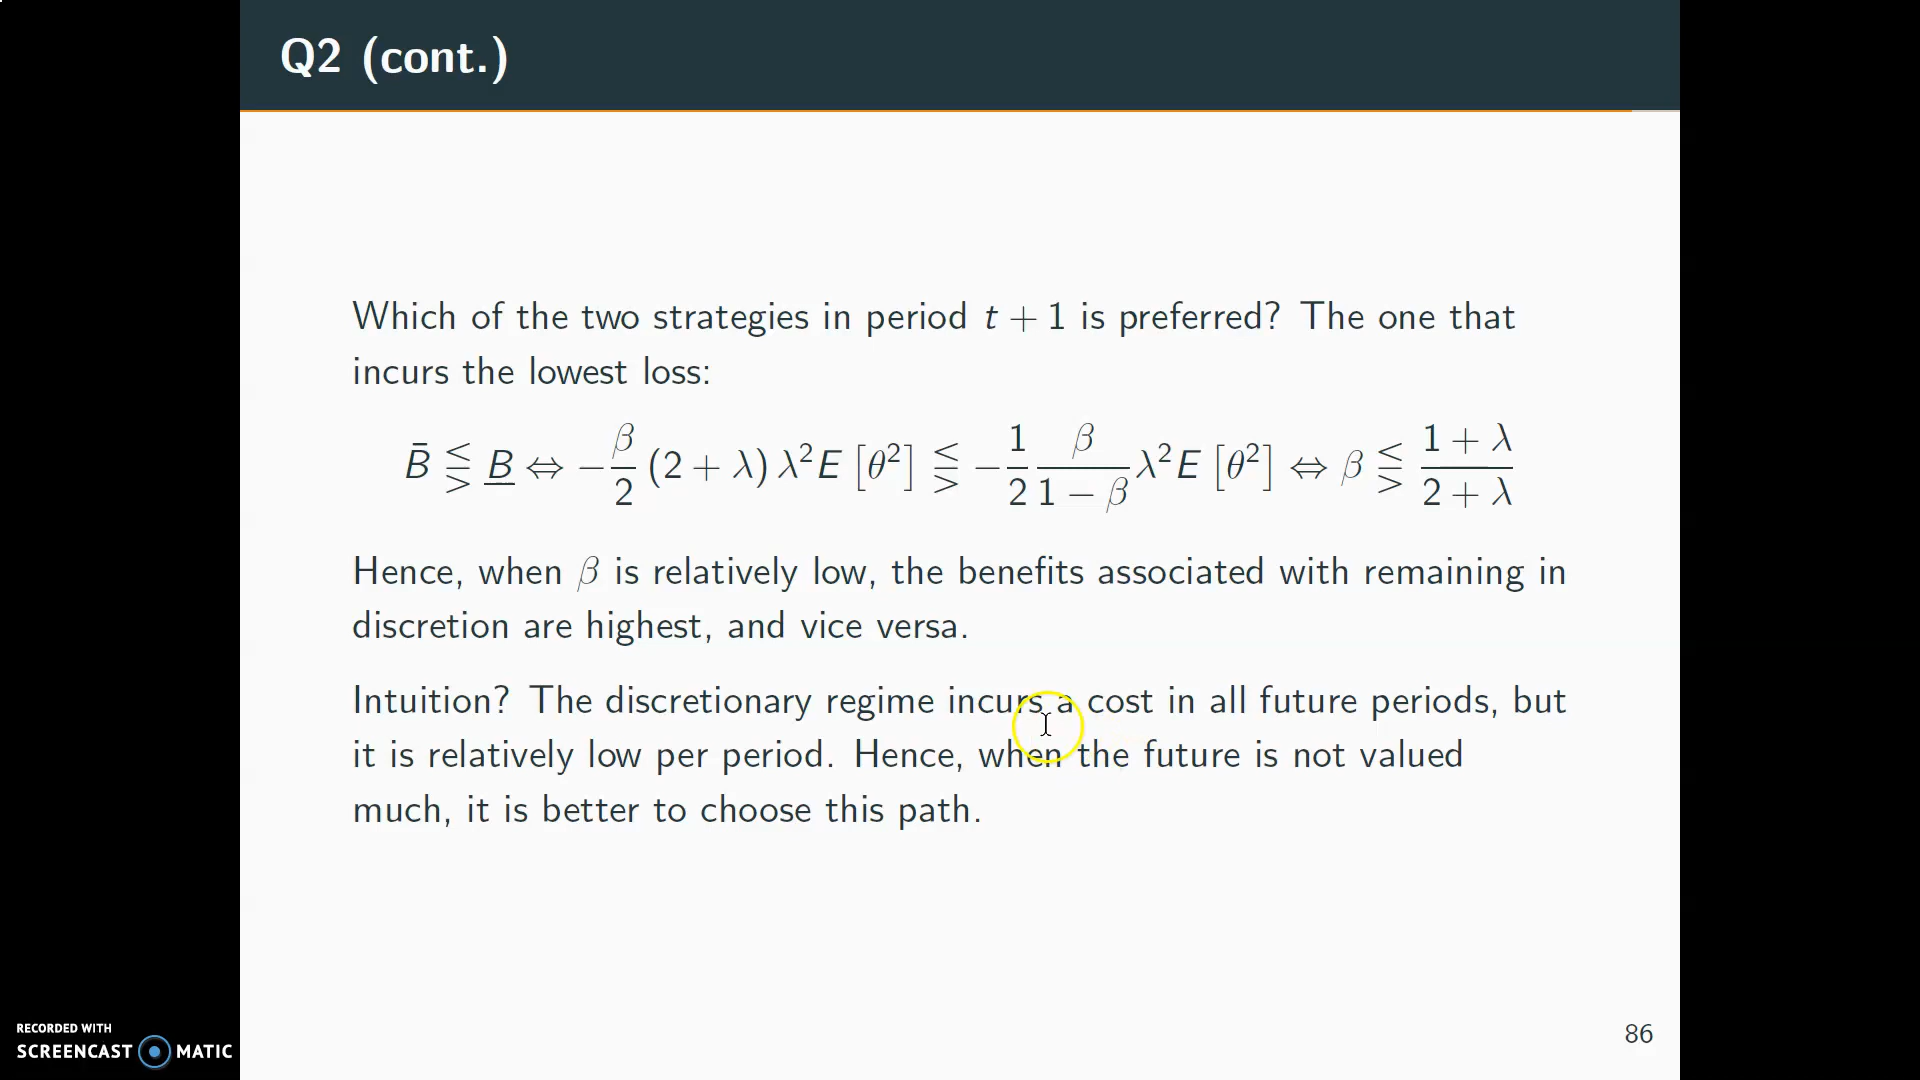 Q2 (cont.)
Which of the two strategies in period t + 1 is preferred? The one that
incurs the lowest loss:
B̄ ⪋ B̲ ⇔ −β/2 (2 + λ) λ² E [θ²] ⪋ −1/2 β/(1 − β) λ² E [θ²] ⇔ β ⪋ (1 + λ)/(2 + λ)
Hence, when β is relatively low, the benefits associated with remaining in
discretion are highest, and vice versa.
Intuition? The discretionary regime incurs a cost in all future periods, but
it is relatively low per period. Hence, when the future is not valued
much, it is better to choose this path.
86
RECORDED WITH
SCREENCAST MATIC